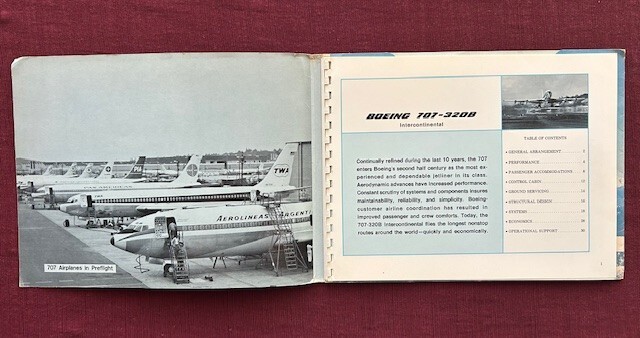 AEROLINEAS ARGENTIN
TWA
PAN AMERICAN
707 Airplanes in Preflight
BOEING 707-320B
Intercontinental
Continually refined during the last 10 years, the 707
enters Boeing's second half century as the most ex-
perienced and dependable jetliner in its class.
Aerodynamic advances have increased performance.
Constant scrutiny of systems and components insures
maintainability, reliability, and simplicity. Boeing-
customer airline coordination has resulted in
improved passenger and crew comforts. Today, the
707-320B Intercontinental flies the longest nonstop
routes around the world—quickly and economically.
TABLE OF CONTENTS
• GENERAL ARRANGEMENT 2
• PERFORMANCE 4
• PASSENGER ACCOMMODATIONS
• CONTROL CABIN
• GROUND SERVICING
• STRUCTURAL DESIGN
• SYSTEMS
• ECONOMICS
• OPERATIONAL SUPPORT